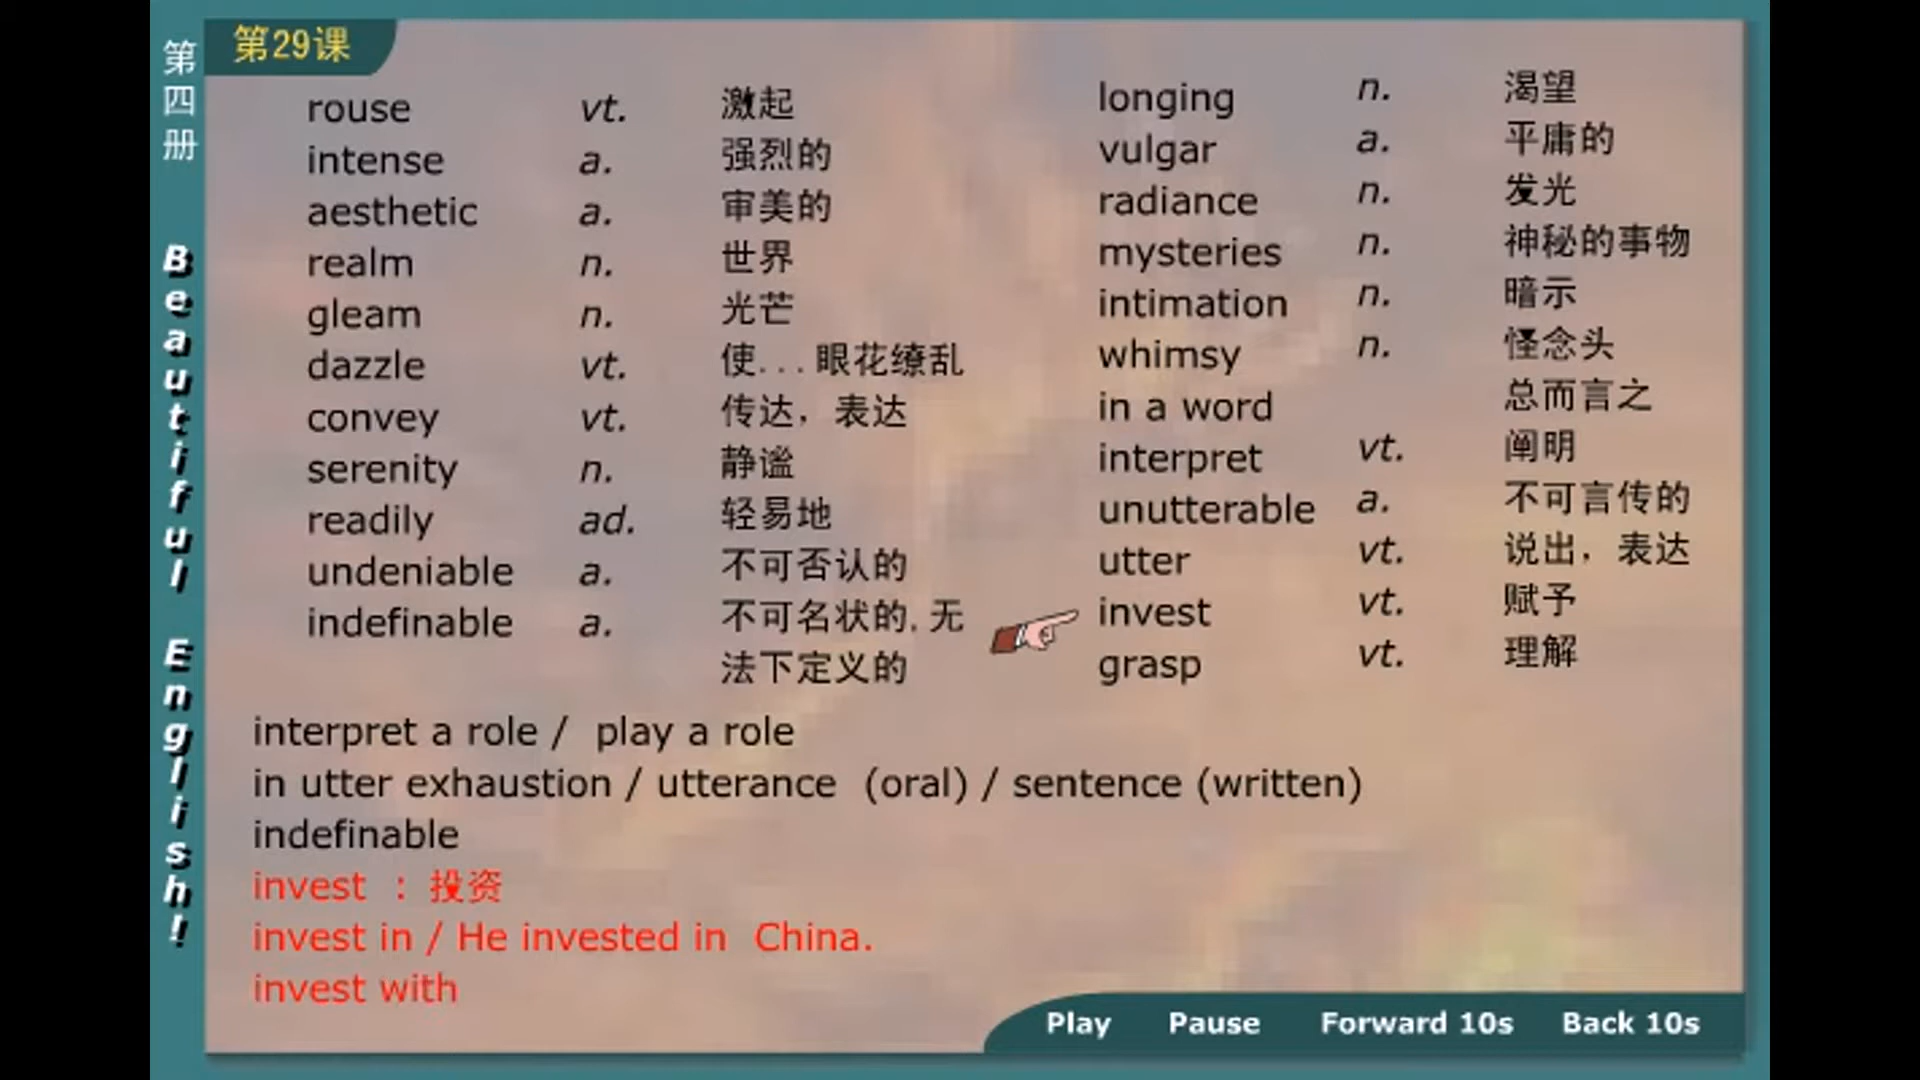 第四册
Beautiful English!
第29课
rouse vt. 激起
intense a. 强烈的
aesthetic a. 审美的
realm n. 世界
gleam n. 光芒
dazzle vt. 使...眼花缭乱
convey vt. 传达，表达
serenity n. 静谧
readily ad. 轻易地
undeniable a. 不可否认的
indefinable a. 不可名状的,无
法下定义的
longing n. 渴望
vulgar a. 平庸的
radiance n. 发光
mysteries n. 神秘的事物
intimation n. 暗示
whimsy n. 怪念头
in a word 总而言之
interpret vt. 阐明
unutterable a. 不可言传的
utter vt. 说出，表达
invest vt. 赋予
grasp vt. 理解
interpret a role / play a role
in utter exhaustion / utterance (oral) / sentence (written)
indefinable
invest : 投资
invest in / He invested in China.
invest with
Play Pause Forward 10s Back 10s